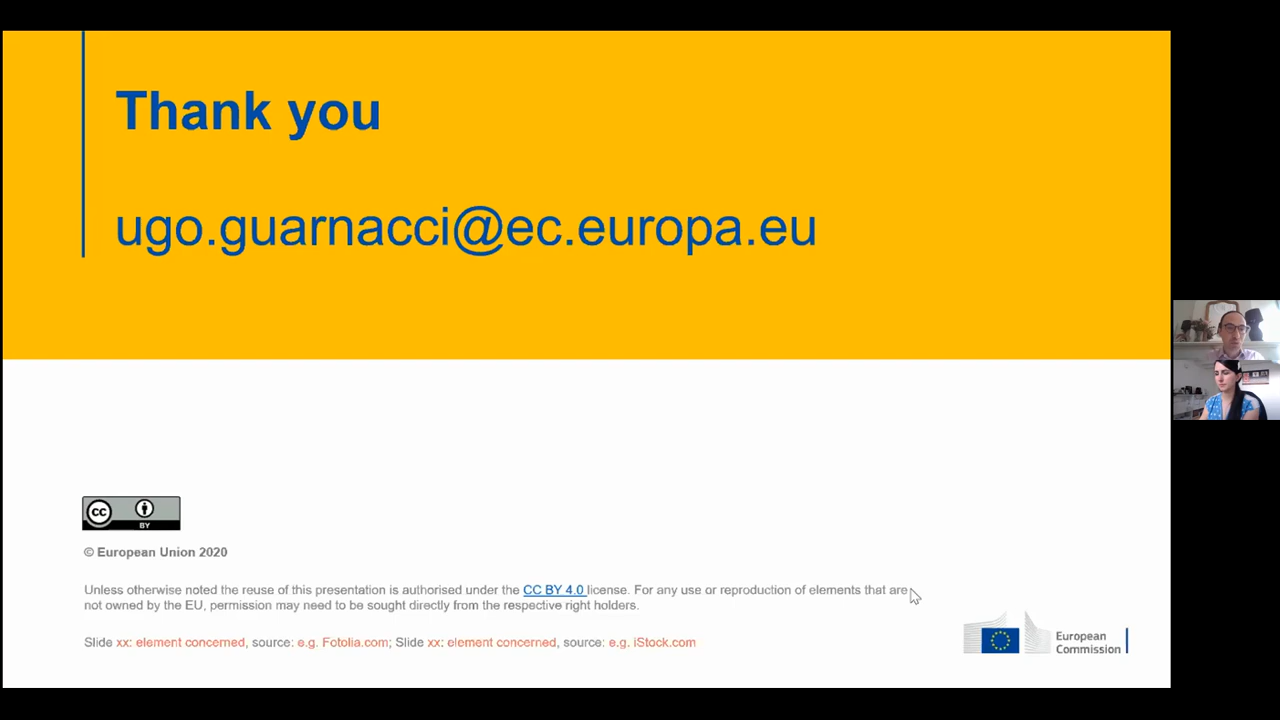 Thank you
ugo.guarnacci@ec.europa.eu
cc
BY
© European Union 2020
Unless otherwise noted the reuse of this presentation is authorised under the CC BY 4.0 license. For any use or reproduction of elements that are
not owned by the EU, permission may need to be sought directly from the respective right holders.
Slide xx: element concerned, source: e.g. Fotolia.com; Slide xx: element concerned, source: e.g. iStock.com
European
Commission